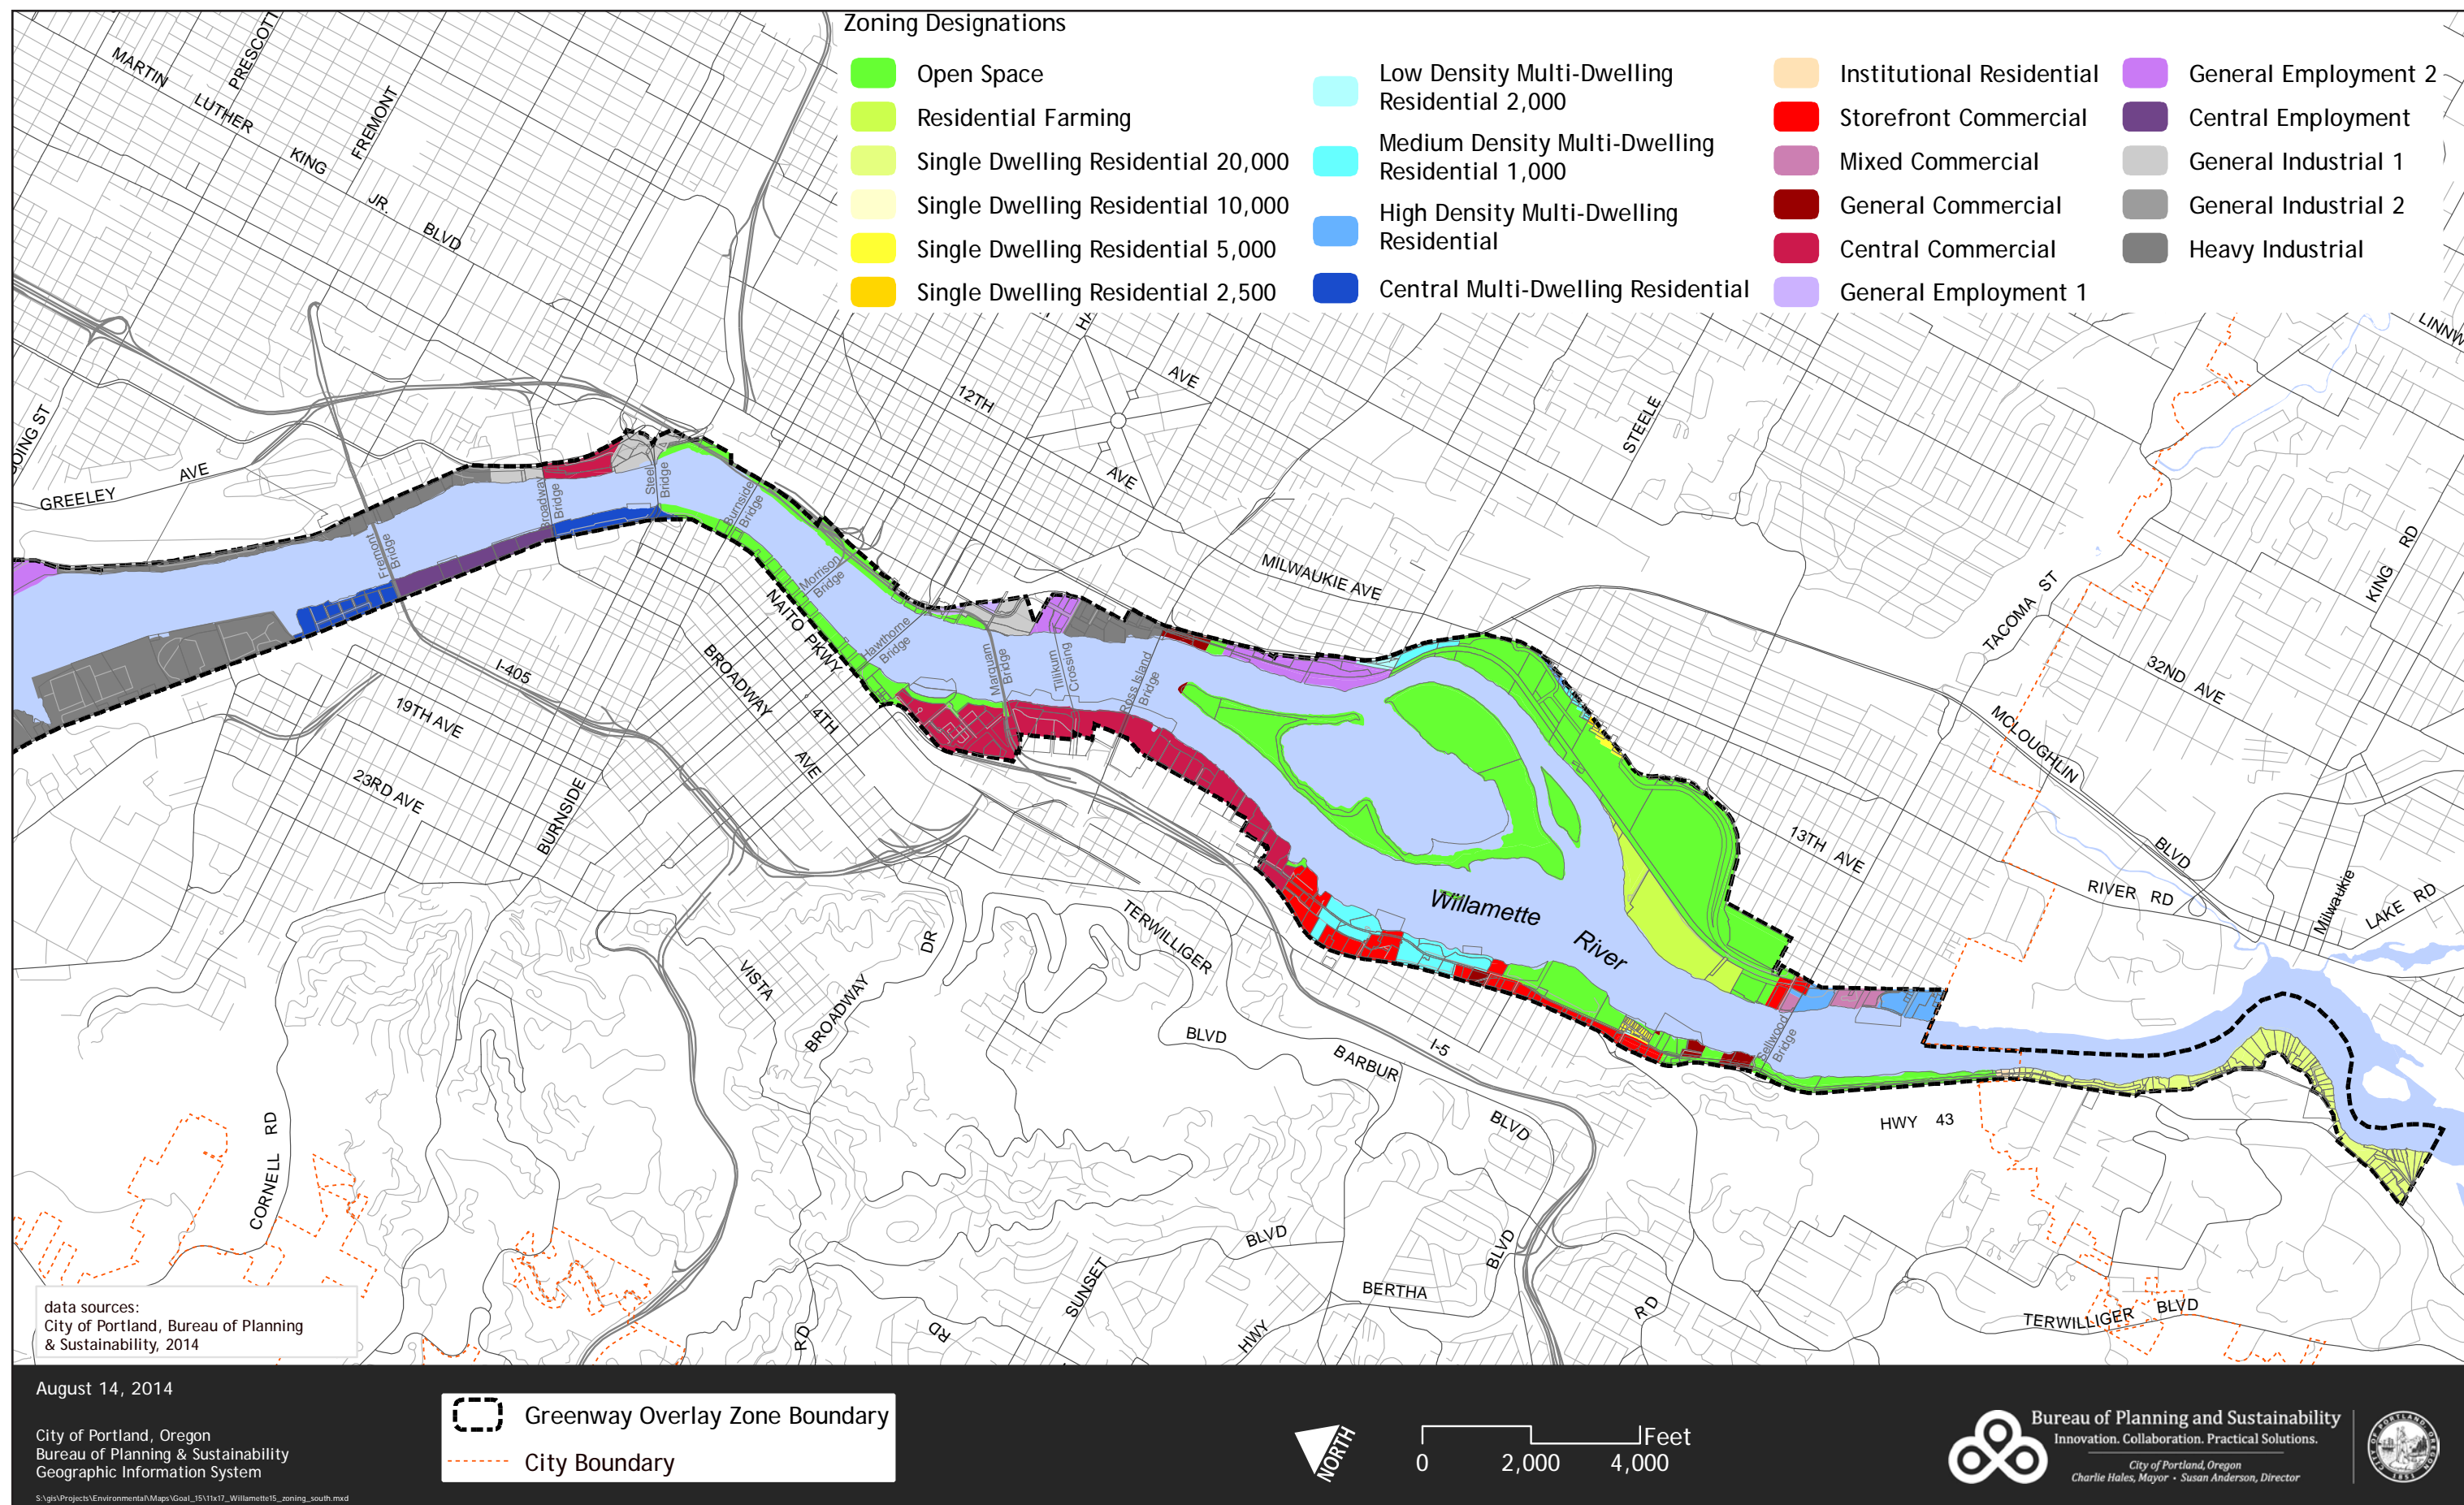 Zoning Designations
Open Space
Residential Farming
Single Dwelling Residential 20,000
Single Dwelling Residential 10,000
Single Dwelling Residential 5,000
Single Dwelling Residential 2,500
Low Density Multi-Dwelling
Residential 2,000
Medium Density Multi-Dwelling
Residential 1,000
High Density Multi-Dwelling
Residential
Central Multi-Dwelling Residential
Institutional Residential
Storefront Commercial
Mixed Commercial
General Commercial
Central Commercial
General Employment 1
General Employment 2
Central Employment
General Industrial 1
General Industrial 2
Heavy Industrial
MARTIN
LUTHER
KING
JR.
BLVD
PRESCOTT
FREMONT
GREELEY
AVE
12TH
AVE
AVE
STEELE
MILWAUKIE AVE
TACOMA ST
KING RD
32ND AVE
MCLOUGHLIN
BLVD
13TH AVE
RIVER RD
Milwaukie
LAKE RD
Fremont
Bridge
Broadway
Bridge
Steel
Bridge
Burnside
Bridge
Morrison
Bridge
Hawthorne
Bridge
Marquam
Bridge
Tillikum
Crossing
Ross Island
Bridge
Sellwood
Bridge
Willamette
River
NAITO PKWY
BROADWAY
4TH
AVE
I-405
19TH AVE
23RD AVE
BURNSIDE
VISTA
BROADWAY
DR
TERWILLIGER
BLVD
BARBUR
BLVD
I-5
HWY 43
CORNELL RD
SUNSET
HWY
BLVD
BERTHA
BLVD
RD
RD
RD
TERWILLIGER BLVD
data sources:
City of Portland, Bureau of Planning
& Sustainability, 2014
August 14, 2014
City of Portland, Oregon
Bureau of Planning & Sustainability
Geographic Information System
S:\gis\Projects\Environmental\Maps\Goal_15\11x17_Willamette15_zoning_south.mxd
Greenway Overlay Zone Boundary
City Boundary
NORTH
0 2,000 4,000 Feet
Bureau of Planning and Sustainability
Innovation. Collaboration. Practical Solutions.
City of Portland, Oregon
Charlie Hales, Mayor • Susan Anderson, Director